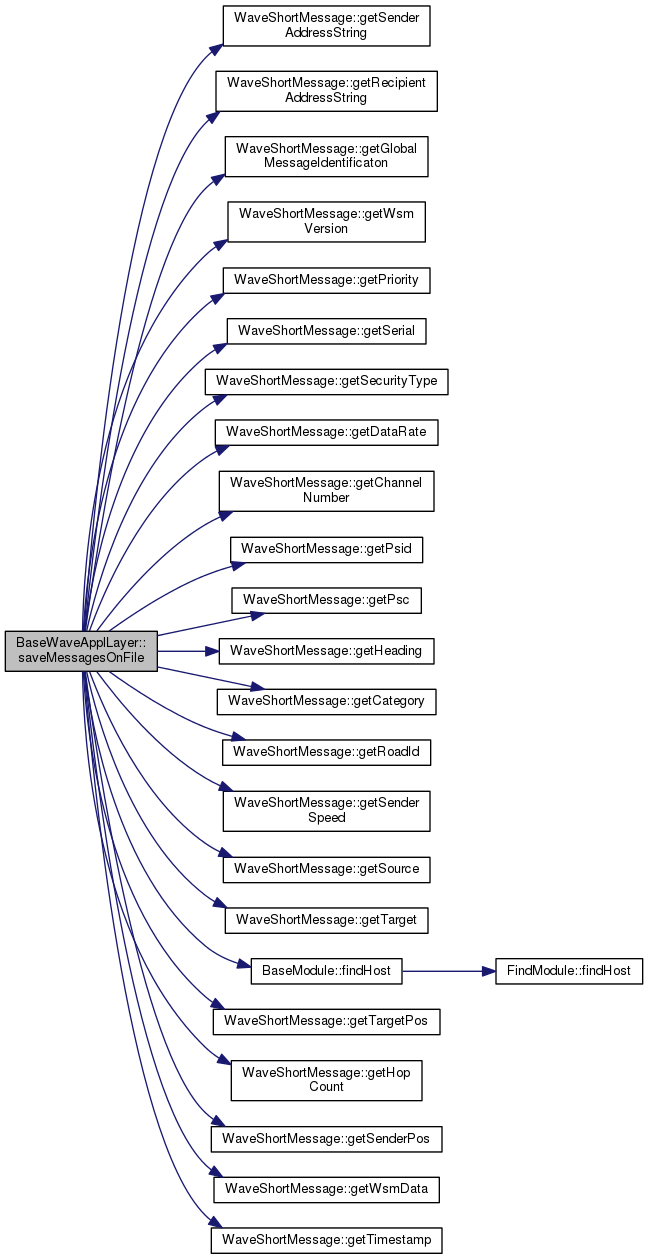 WaveShortMessage::getSender
AddressString
WaveShortMessage::getRecipient
AddressString
WaveShortMessage::getGlobal
MessageIdentificaton
WaveShortMessage::getWsm
Version
WaveShortMessage::getPriority
WaveShortMessage::getSerial
WaveShortMessage::getSecurityType
WaveShortMessage::getDataRate
WaveShortMessage::getChannel
Number
WaveShortMessage::getPsid
WaveShortMessage::getPsc
BaseWaveApplLayer::
saveMessagesOnFile
WaveShortMessage::getHeading
WaveShortMessage::getCategory
WaveShortMessage::getRoadId
WaveShortMessage::getSender
Speed
WaveShortMessage::getSource
WaveShortMessage::getTarget
BaseModule::findHost
FindModule::findHost
WaveShortMessage::getTargetPos
WaveShortMessage::getHop
Count
WaveShortMessage::getSenderPos
WaveShortMessage::getWsmData
WaveShortMessage::getTimestamp